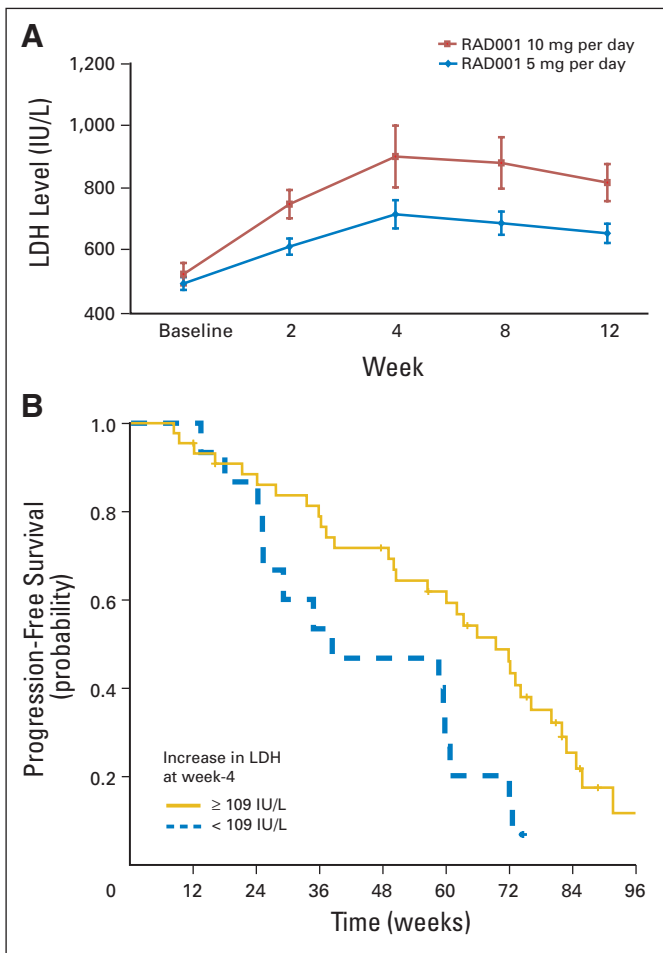 A
RAD001 10 mg per day
RAD001 5 mg per day
LDH Level (IU/L)
1,200
1,000
800
600
400
Baseline 2 4 8 12
Week
B
Progression-Free Survival
(probability)
1.0
0.8
0.6
0.4
0.2
Increase in LDH
at week-4
≥ 109 IU/L
< 109 IU/L
0 12 24 36 48 60 72 84 96
Time (weeks)